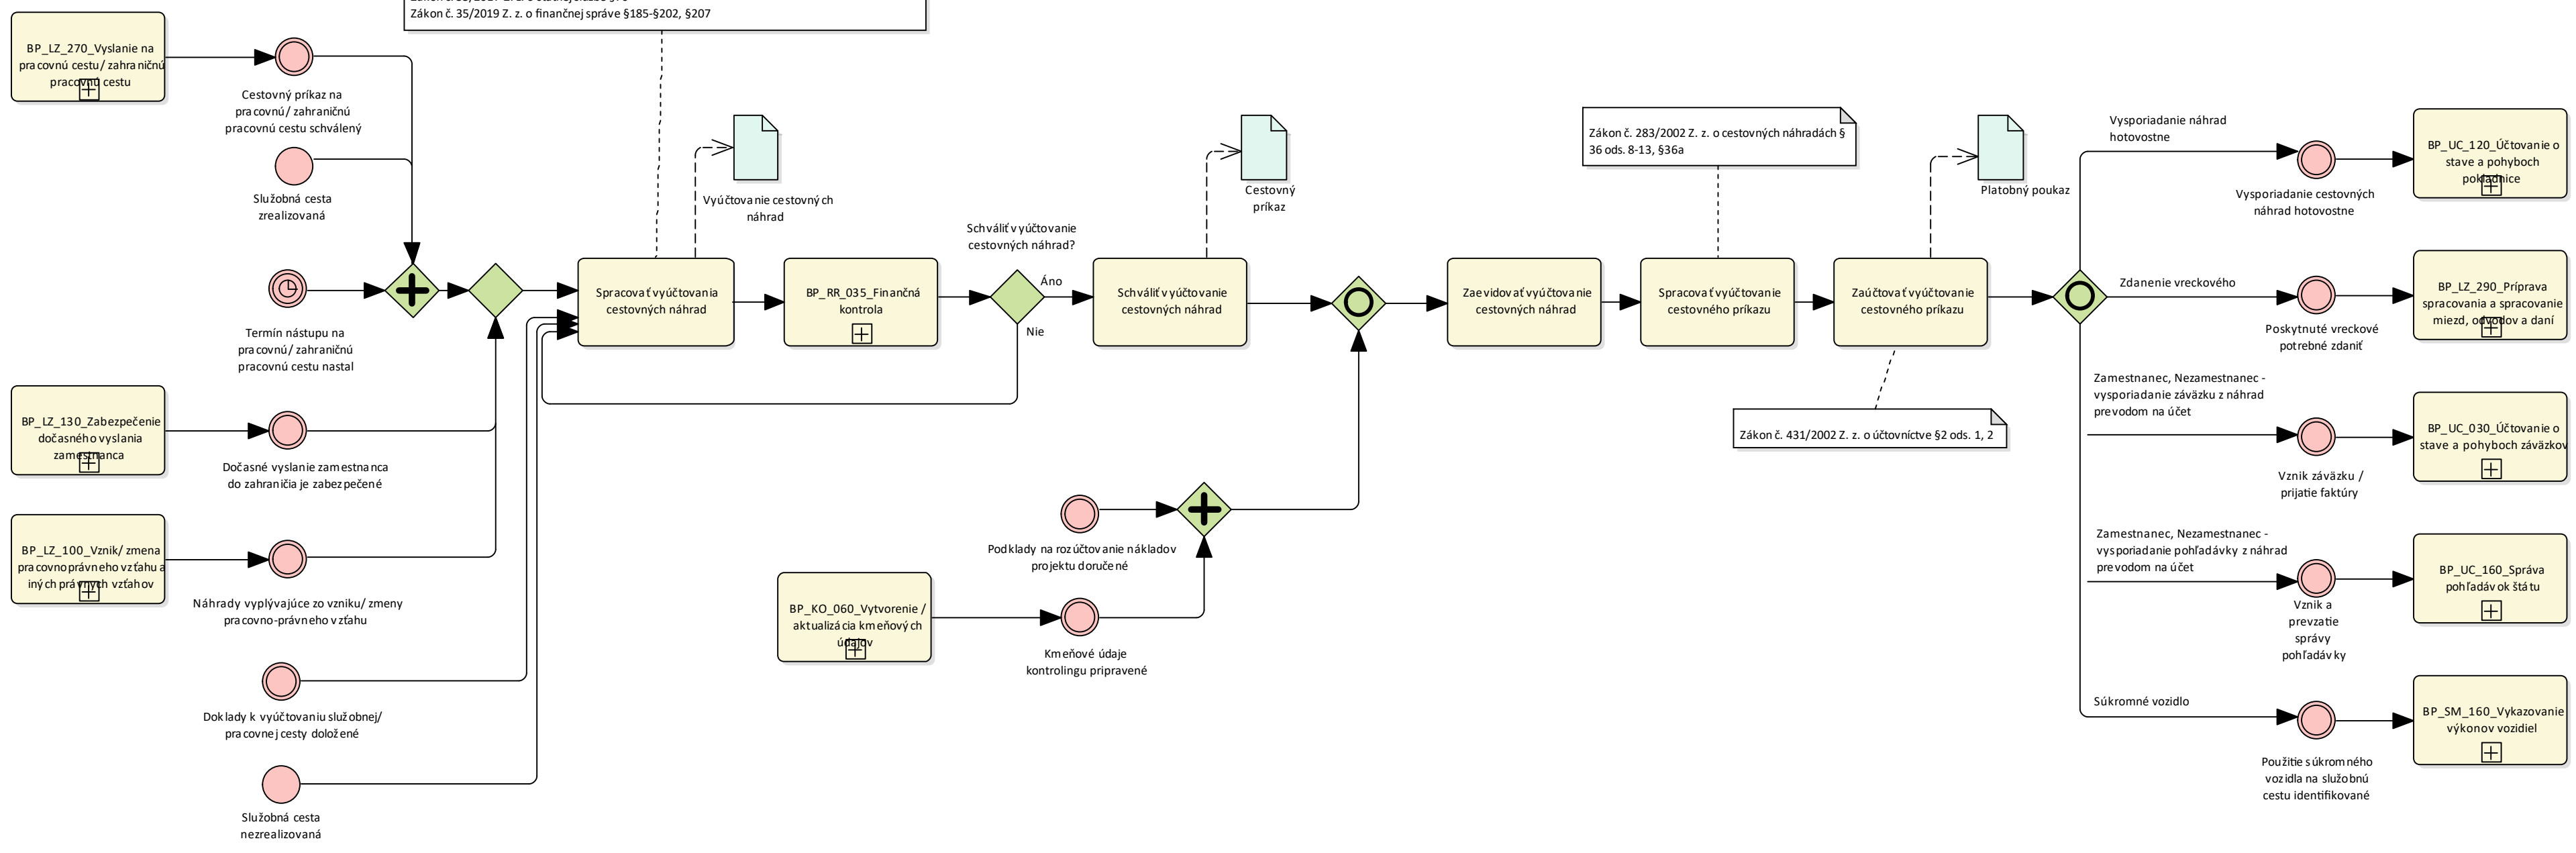 Zákon č. 35/2019 Z. z. o finančnej správe §185-§202, §207
BP_LZ_270_Vyslanie na
pracovnú cestu/ zahraničnú
pracovnú cestu
Cestovný príkaz na
pracovnú/ zahraničnú
pracovnú cestu schválený
Služobná cesta
zrealizovaná
Termín nástupu na
pracovnú/ zahraničnú
pracovnú cestu nastal
BP_LZ_130_Zabezpečenie
dočasného vyslania
zamestnanca
Dočasné vyslanie zamestnanca
do zahraničia je zabezpečené
BP_LZ_100_Vznik/ zmena
pracovnoprávneho vzťahu a
iných právnych vzťahov
Náhrady vyplývajúce zo vzniku/ zmeny
pracovno-právneho vzťahu
Doklady k vyúčtovaniu služobnej/
pracovnej cesty doložené
Služobná cesta
nezrealizovaná
Spracovať vyúčtovania
cestovných náhrad
Vyúčtovanie cestovných
náhrad
BP_RR_035_Finančná
kontrola
Schváliť vyúčtovanie
cestovných náhrad?
Áno
Nie
Schváliť vyúčtovanie
cestovných náhrad
Cestovný
príkaz
Podklady na rozúčtovanie nákladov
projektu doručené
BP_KO_060_Vytvorenie /
aktualizácia kmeňových
údajov
Kmeňové údaje
kontrolingu pripravené
Zaevidovať vyúčtovanie
cestovných náhrad
Zákon č. 283/2002 Z. z. o cestovných náhradách §
36 ods. 8-13, §36a
Spracovať vyúčtovanie
cestovného príkazu
Zaúčtovať vyúčtovanie
cestovného príkazu
Platobný poukaz
Zákon č. 431/2002 Z. z. o účtovníctve §2 ods. 1, 2
Vysporiadanie náhrad
hotovostne
Vysporiadanie cestovných
náhrad hotovostne
BP_UC_120_Účtovanie o
stave a pohyboch
pokladnice
Zdanenie vreckového
Poskytnuté vreckové
potrebné zdaniť
BP_LZ_290_Príprava
spracovania a spracovanie
miezd, odvodov a daní
Zamestnanec, Nezamestnanec -
vysporiadanie záväzku z náhrad
prevodom na účet
Vznik záväzku /
prijatie faktúry
BP_UC_030_Účtovanie o
stave a pohyboch záväzkov
Zamestnanec, Nezamestnanec -
vysporiadanie pohľadávky z náhrad
prevodom na účet
Vznik a
prevzatie
správy
pohľadávky
BP_UC_160_Správa
pohľadávok štátu
Súkromné vozidlo
Použitie súkromného
vozidla na služobnú
cestu identifikované
BP_SM_160_Vykazovanie
výkonov vozidiel